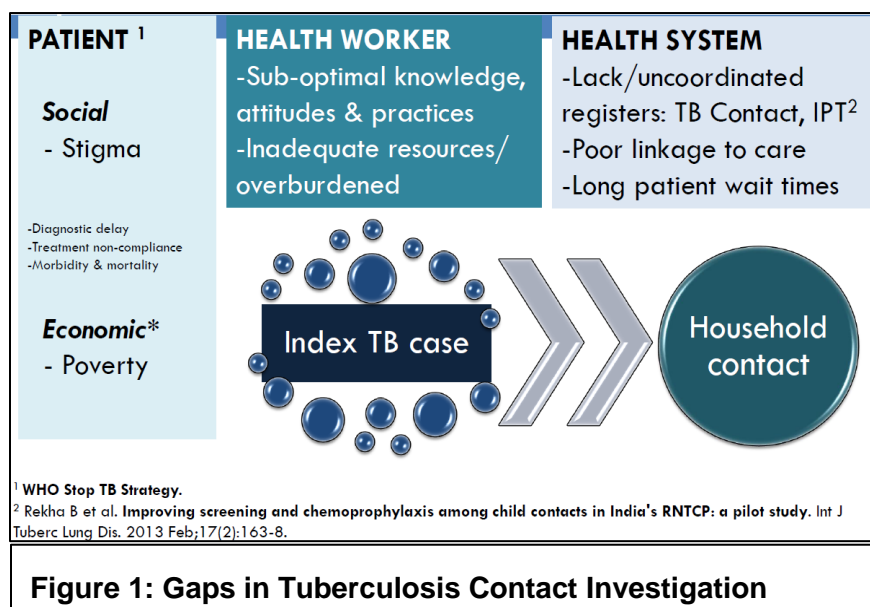 PATIENT 1
Social
- Stigma
-Diagnostic delay
-Treatment non-compliance
-Morbidity & mortality
Economic*
- Poverty
HEALTH WORKER
-Sub-optimal knowledge,
attitudes & practices
-Inadequate resources/
overburdened
HEALTH SYSTEM
-Lack/uncoordinated
registers: TB Contact, IPT2
-Poor linkage to care
-Long patient wait times
Index TB case
Household
contact
1 WHO Stop TB Strategy.
2 Rekha B et al. Improving screening and chemoprophylaxis among child contacts in India's RNTCP: a pilot study. Int J
Tuberc Lung Dis. 2013 Feb;17(2):163-8.
Figure 1: Gaps in Tuberculosis Contact Investigation